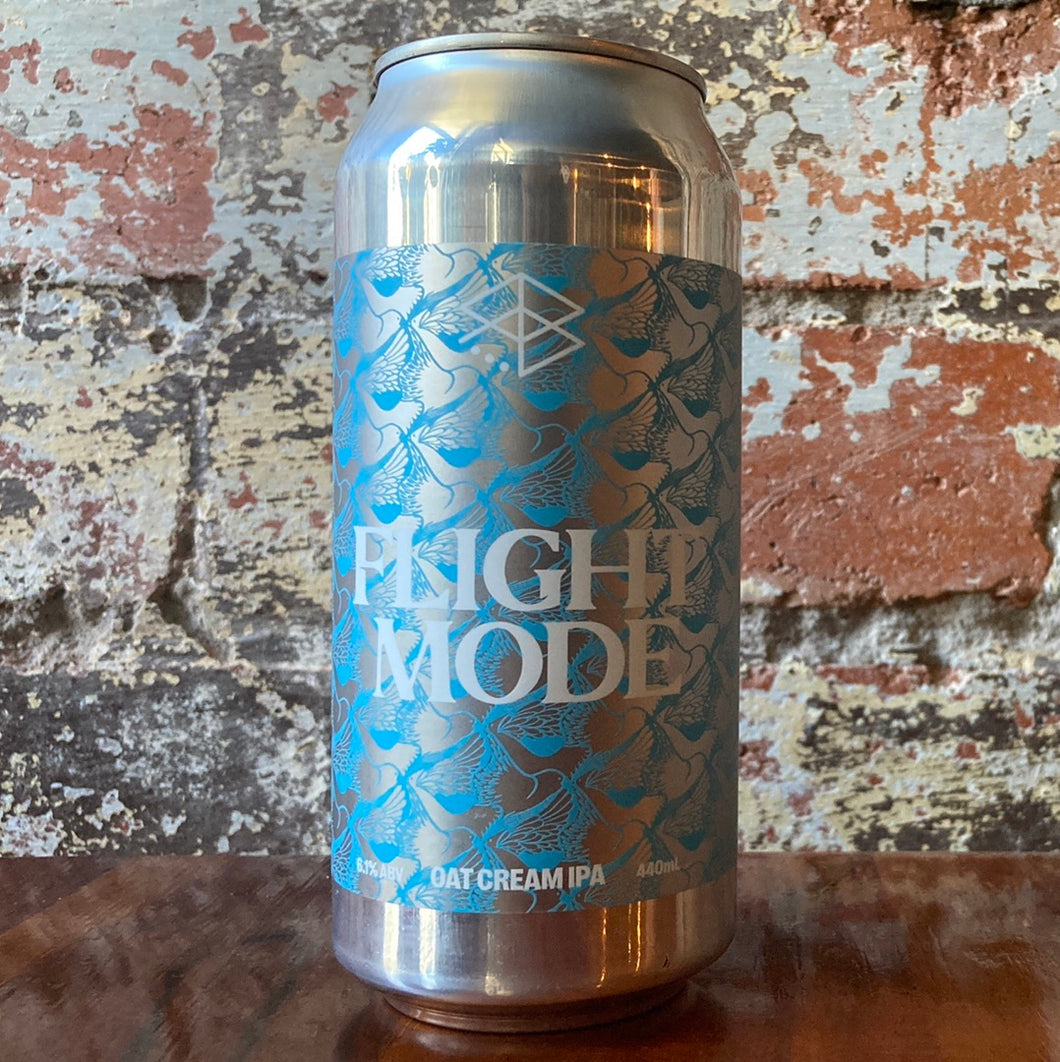 FLIGHT
MODE
6.1% ABV OAT CREAM IPA 440mL